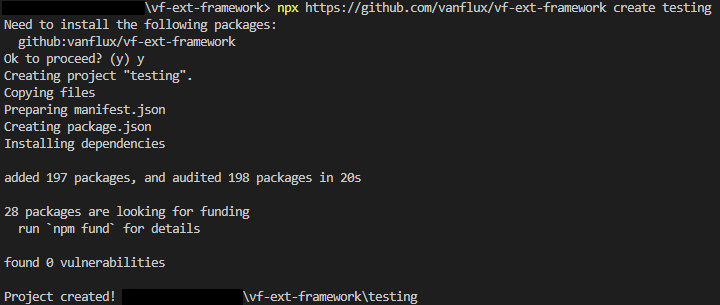 \vf-ext-framework> npx https://github.com/vanflux/vf-ext-framework create testing
Need to install the following packages:
  github:vanflux/vf-ext-framework
Ok to proceed? (y) y
Creating project "testing".
Copying files
Preparing manifest.json
Creating package.json
Installing dependencies
added 197 packages, and audited 198 packages in 20s
28 packages are looking for funding
  run `npm fund` for details
found 0 vulnerabilities
Project created! \vf-ext-framework\testing